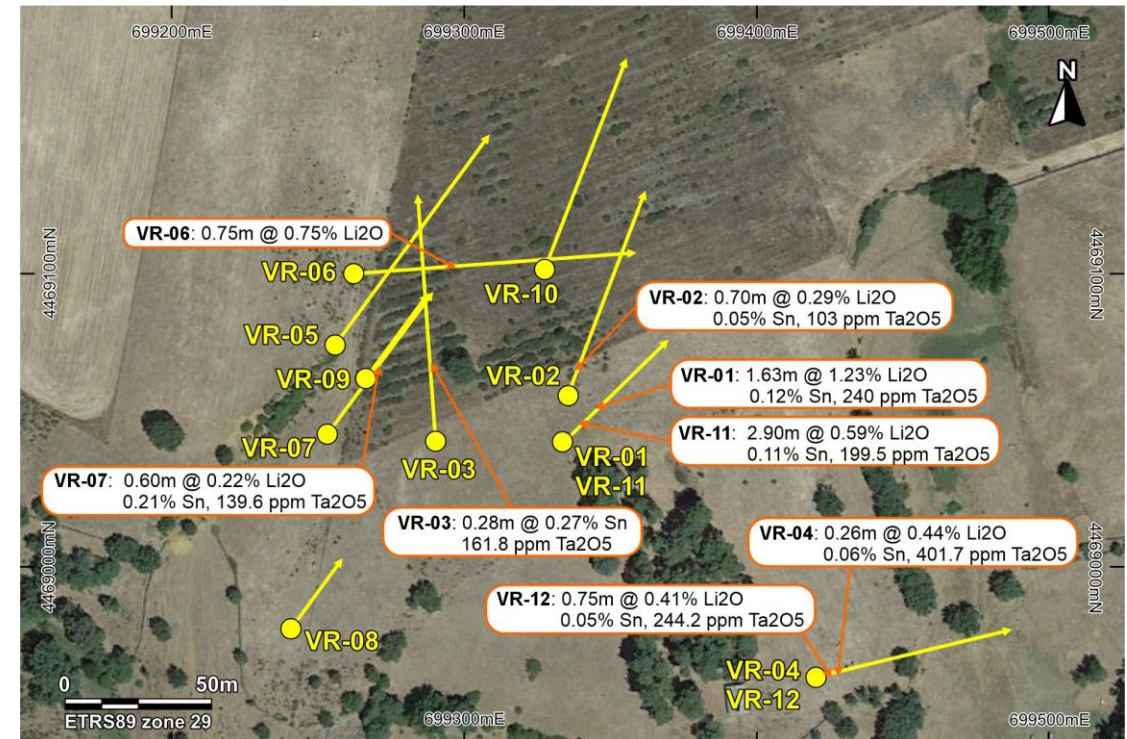 699200mE
699300mE
699400mE
699500mE
N
4469100mN
4469100mN
VR-06: 0.75m @ 0.75% Li2O
VR-06
VR-10
VR-02: 0.70m @ 0.29% Li2O
0.05% Sn, 103 ppm Ta2O5
VR-05
VR-09
VR-02
VR-01: 1.63m @ 1.23% Li2O
0.12% Sn, 240 ppm Ta2O5
VR-11: 2.90m @ 0.59% Li2O
0.11% Sn, 199.5 ppm Ta2O5
VR-07
VR-03
VR-01
VR-11
VR-07: 0.60m @ 0.22% Li2O
0.21% Sn, 139.6 ppm Ta2O5
VR-03: 0.28m @ 0.27% Sn
161.8 ppm Ta2O5
VR-04: 0.26m @ 0.44% Li2O
0.06% Sn, 401.7 ppm Ta2O5
4469000mN
4469000mN
VR-12: 0.75m @ 0.41% Li2O
0.05% Sn, 244.2 ppm Ta2O5
VR-08
VR-04
VR-12
0 50m
ETRS89 zone 29
699300mE
699500mE